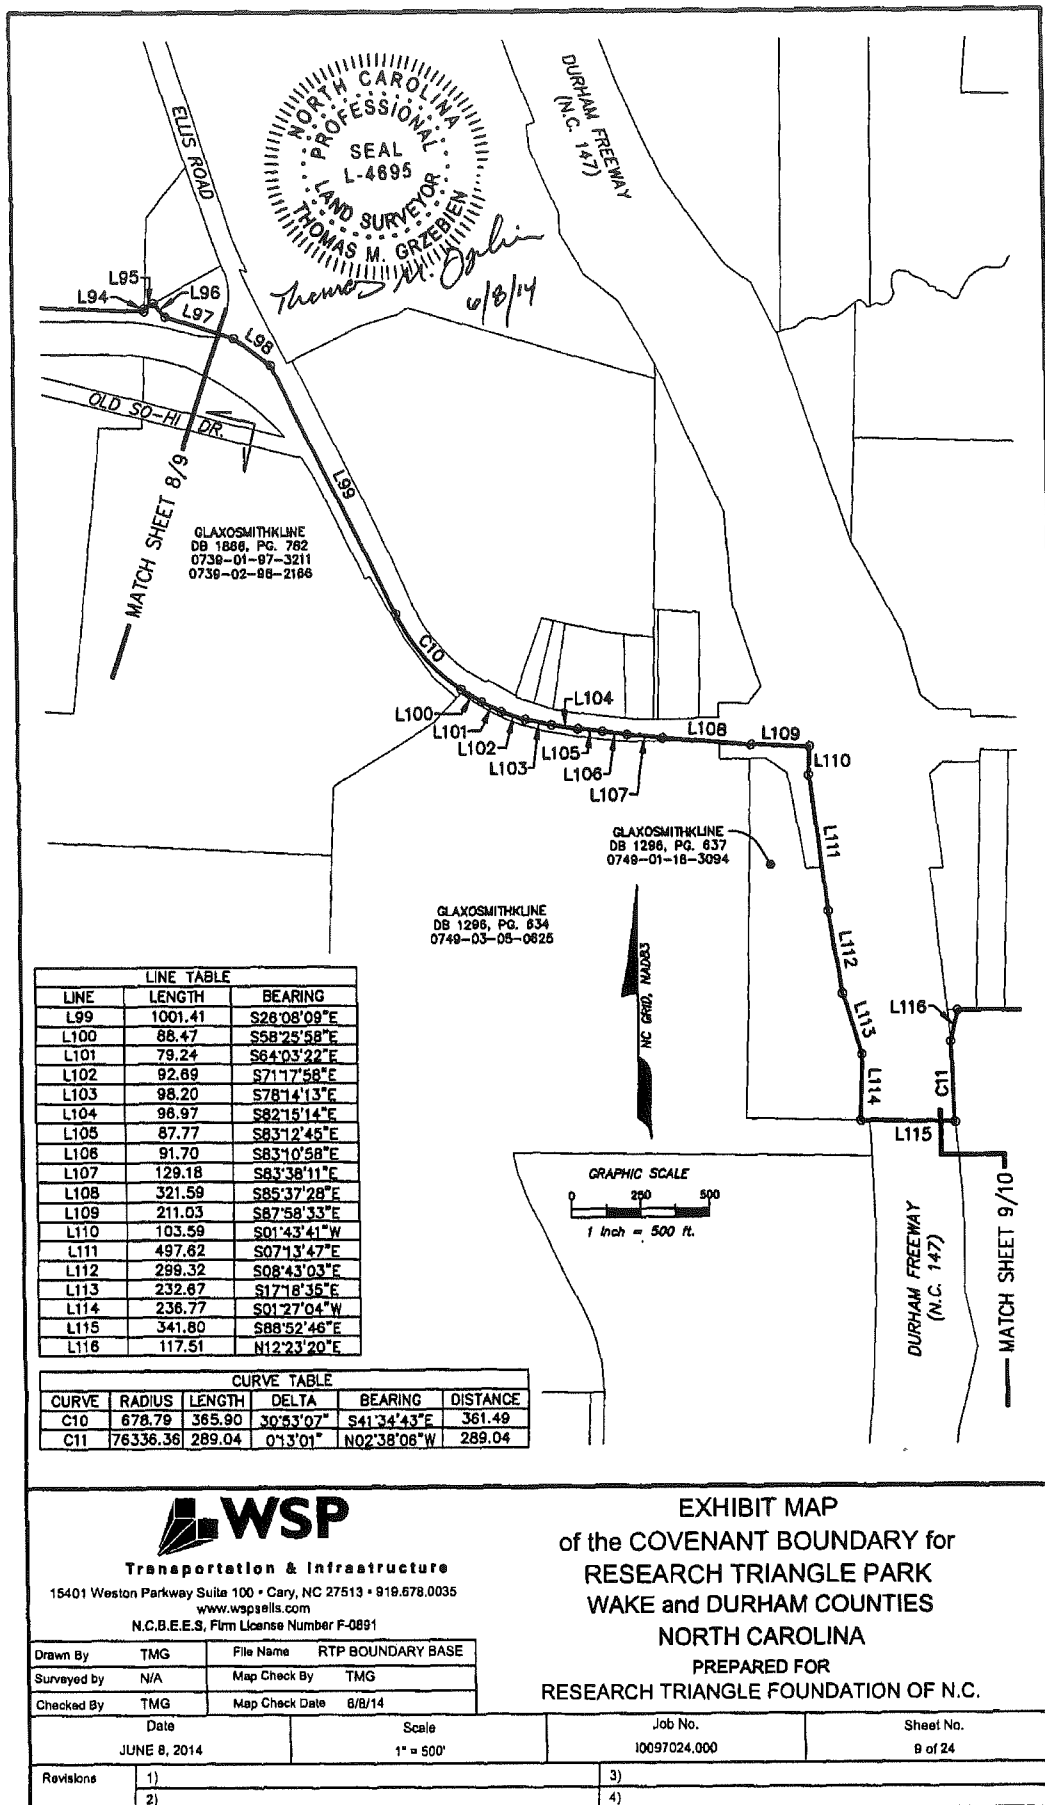 ELLIS ROAD
DURHAM FREEWAY
(N.C. 147)
NORTH CAROLINA
PROFESSIONAL
SEAL
L-4695
LAND SURVEYOR
THOMAS M. GRZEBIEN
6/8/14
L94
L95
L96
L97
L98
OLD SO-HI DR.
MATCH SHEET 8/9
L99
GLAXOSMITHKLINE
DB 1866, PG. 762
0739-01-97-3211
0739-02-98-2166
C10
L100
L101
L102
L103
L104
L105
L106
L107
L108
L109
L110
L111
L112
L113
L114
L115
L116
C11
GLAXOSMITHKLINE
DB 1296, PG. 637
0749-01-16-3094
GLAXOSMITHKLINE
DB 1296, PG. 634
0749-03-05-0625
NC GRID, NAD83
GRAPHIC SCALE
0 250 500
1 inch = 500 ft.
DURHAM FREEWAY
(N.C. 147)
MATCH SHEET 9/10
LINE TABLE
LINE LENGTH BEARING
L99 1001.41 S26°08'09"E
L100 88.47 S58°25'58"E
L101 79.24 S64°03'22"E
L102 92.69 S71°17'58"E
L103 98.20 S78°14'13"E
L104 96.97 S82°15'14"E
L105 87.77 S83°12'45"E
L106 91.70 S83°10'58"E
L107 129.18 S83°38'11"E
L108 321.59 S85°37'28"E
L109 211.03 S87°58'33"E
L110 103.59 S01°43'41"W
L111 497.62 S07°13'47"E
L112 299.32 S08°43'03"E
L113 232.67 S17°18'35"E
L114 236.77 S01°27'04"W
L115 341.80 S88°52'46"E
L116 117.51 N12°23'20"E
CURVE TABLE
CURVE RADIUS LENGTH DELTA BEARING DISTANCE
C10 678.79 365.90 30°53'07" S41°34'43"E 361.49
C11 76336.36 289.04 0°13'01" N02°38'06"W 289.04
WSP
Transportation & Infrastructure
15401 Weston Parkway Suite 100 • Cary, NC 27513 • 919.678.0035
www.wspsells.com
N.C.B.E.E.S, Firm License Number F-0891
Drawn By TMG File Name RTP BOUNDARY BASE
Surveyed by N/A Map Check By TMG
Checked By TMG Map Check Date 6/8/14
EXHIBIT MAP
of the COVENANT BOUNDARY for
RESEARCH TRIANGLE PARK
WAKE and DURHAM COUNTIES
NORTH CAROLINA
PREPARED FOR
RESEARCH TRIANGLE FOUNDATION OF N.C.
Date Scale Job No. Sheet No.
JUNE 8, 2014 1" = 500' 10097024.000 9 of 24
Revisions 1) 3)
2) 4)